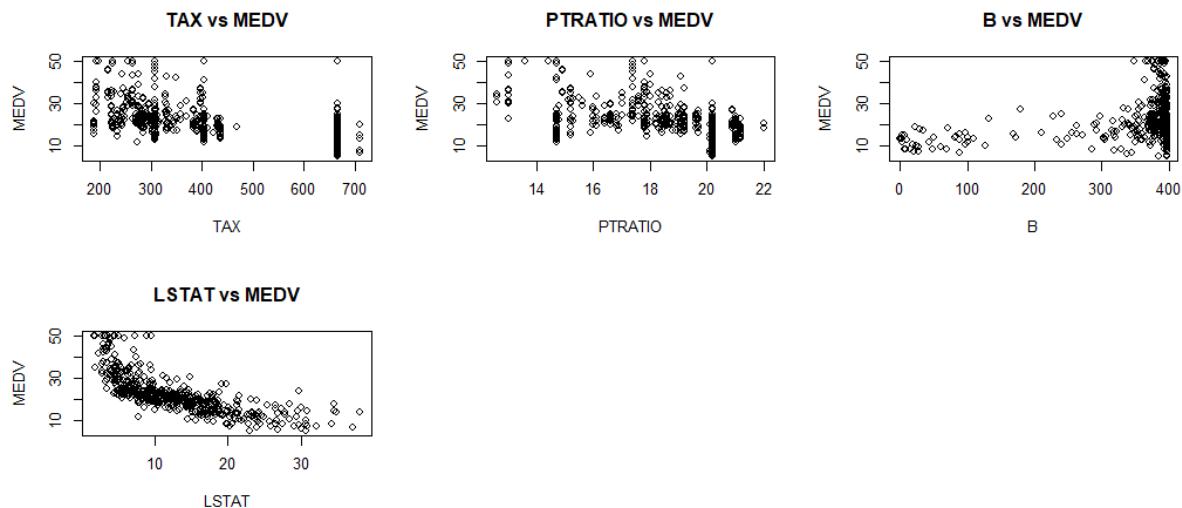 TAX vs MEDV
MEDV
50
30
10
200 300 400 500 600 700
TAX
PTRATIO vs MEDV
MEDV
50
30
10
14 16 18 20 22
PTRATIO
B vs MEDV
MEDV
50
30
10
0 100 200 300 400
B
LSTAT vs MEDV
MEDV
50
30
10
10 20 30
LSTAT